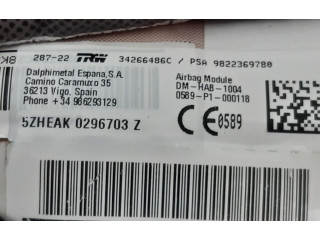 287-22 TRW 34266486C / PSA 9822369780
Dalphimetal Espana,S.A.
Camino Caramuxo 35
36213 Vigo, Spain
Phone +34 986293129
Airbag Module
DM-HAB-1004
0589-P1-000118
5ZHEAK 0296703 Z
CE 0589